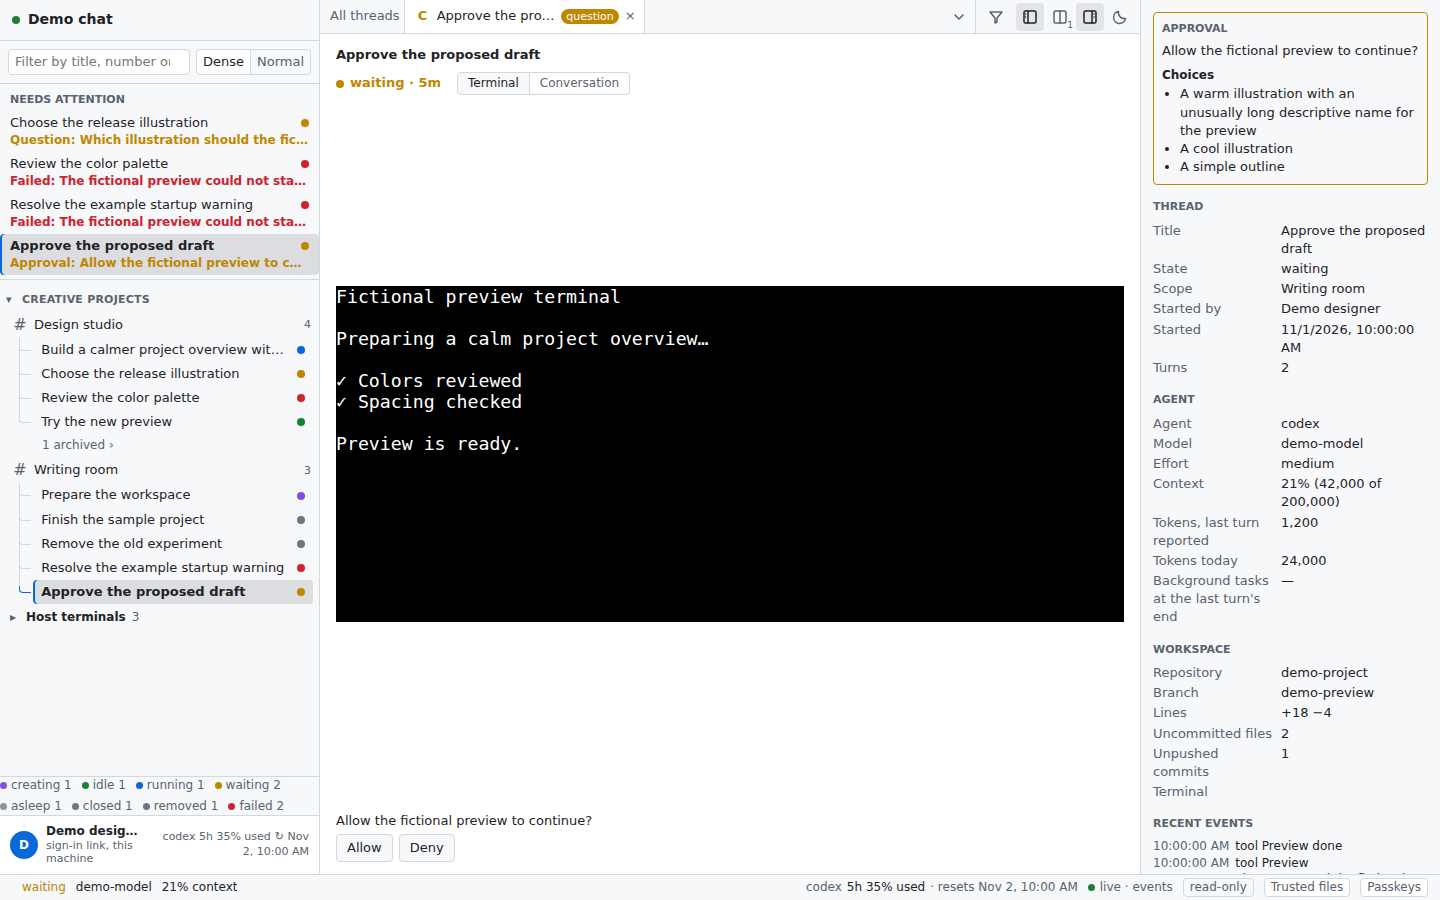 Demo chat
Filter by title, number o
Dense Normal
NEEDS ATTENTION
Choose the release illustration
Question: Which illustration should the fic...
Review the color palette
Failed: The fictional preview could not sta...
Resolve the example startup warning
Failed: The fictional preview could not sta...
Approve the proposed draft
Approval: Allow the fictional preview to c...
▾ CREATIVE PROJECTS
# Design studio 4
Build a calmer project overview wit...
Choose the release illustration
Review the color palette
Try the new preview
1 archived ›
# Writing room 3
Prepare the workspace
Finish the sample project
Remove the old experiment
Resolve the example startup warning
Approve the proposed draft
▸ Host terminals 3
creating 1 idle 1 running 1 waiting 2
asleep 1 closed 1 removed 1 failed 2
D
Demo desig...
sign-in link, this
machine
codex 5h 35% used ↻ Nov
2, 10:00 AM
All threads
C Approve the pro... question ×
1
Approve the proposed draft
waiting · 5m
Terminal Conversation
Fictional preview terminal
Preparing a calm project overview…
✓ Colors reviewed
✓ Spacing checked
Preview is ready.
Allow the fictional preview to continue?
Allow Deny
APPROVAL
Allow the fictional preview to continue?
Choices
• A warm illustration with an
unusually long descriptive name for
the preview
• A cool illustration
• A simple outline
THREAD
Title Approve the proposed
draft
State waiting
Scope Writing room
Started by Demo designer
Started 11/1/2026, 10:00:00
AM
Turns 2
AGENT
Agent codex
Model demo-model
Effort medium
Context 21% (42,000 of
200,000)
Tokens, last turn 1,200
reported
Tokens today 24,000
Background tasks —
at the last turn's
end
WORKSPACE
Repository demo-project
Branch demo-preview
Lines +18 −4
Uncommitted files 2
Unpushed 1
commits
Terminal
RECENT EVENTS
10:00:00 AM tool Preview done
10:00:00 AM tool Preview
waiting demo-model 21% context
codex 5h 35% used · resets Nov 2, 10:00 AM
live · events
read-only
Trusted files
Passkeys